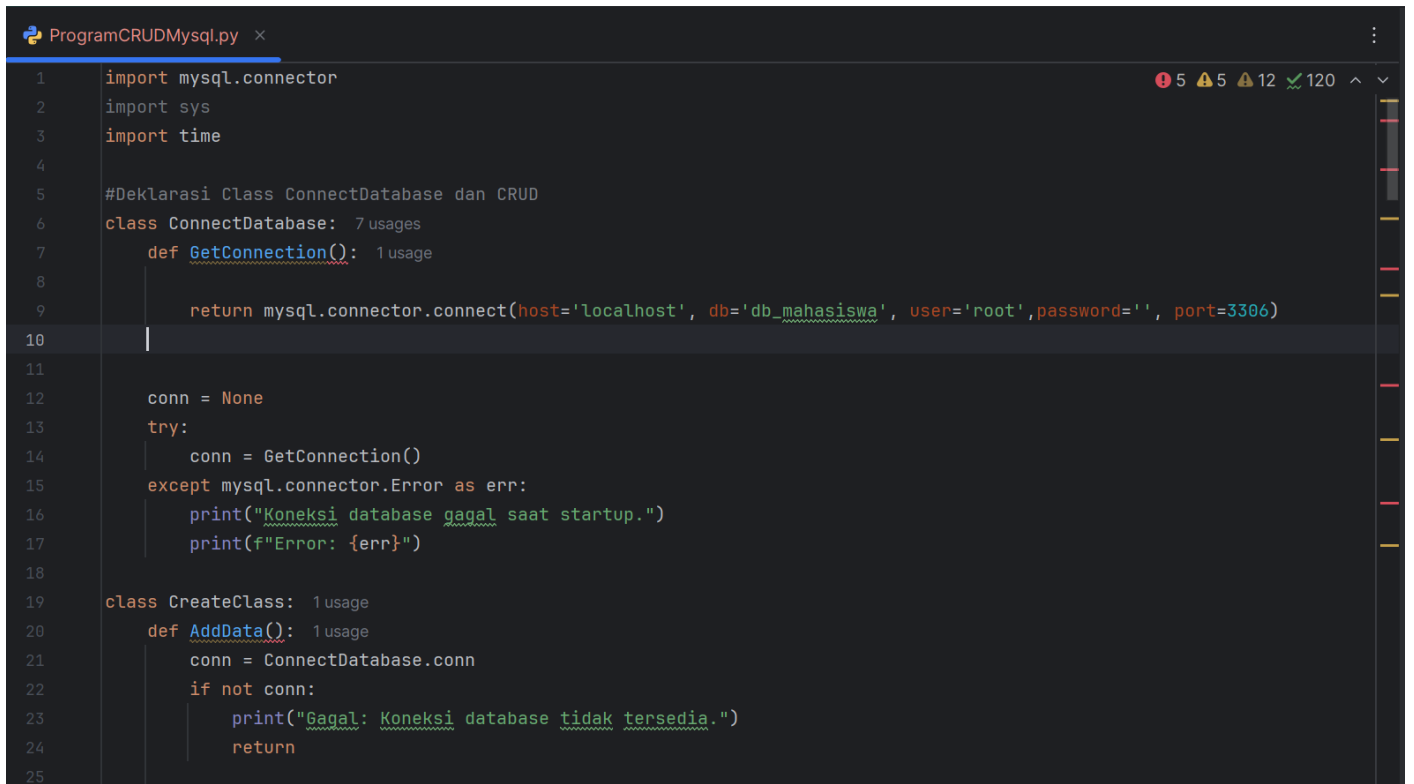 ProgramCRUDMysql.py ×
5 5 12 120
1 import mysql.connector
2 import sys
3 import time
4
5 #Deklarasi Class ConnectDatabase dan CRUD
6 class ConnectDatabase: 7 usages
7     def GetConnection(): 1 usage
8
9         return mysql.connector.connect(host='localhost', db='db_mahasiswa', user='root',password='', port=3306)
10
11
12     conn = None
13     try:
14         conn = GetConnection()
15     except mysql.connector.Error as err:
16         print("Koneksi database gagal saat startup.")
17         print(f"Error: {err}")
18
19 class CreateClass: 1 usage
20     def AddData(): 1 usage
21         conn = ConnectDatabase.conn
22         if not conn:
23             print("Gagal: Koneksi database tidak tersedia.")
24             return
25